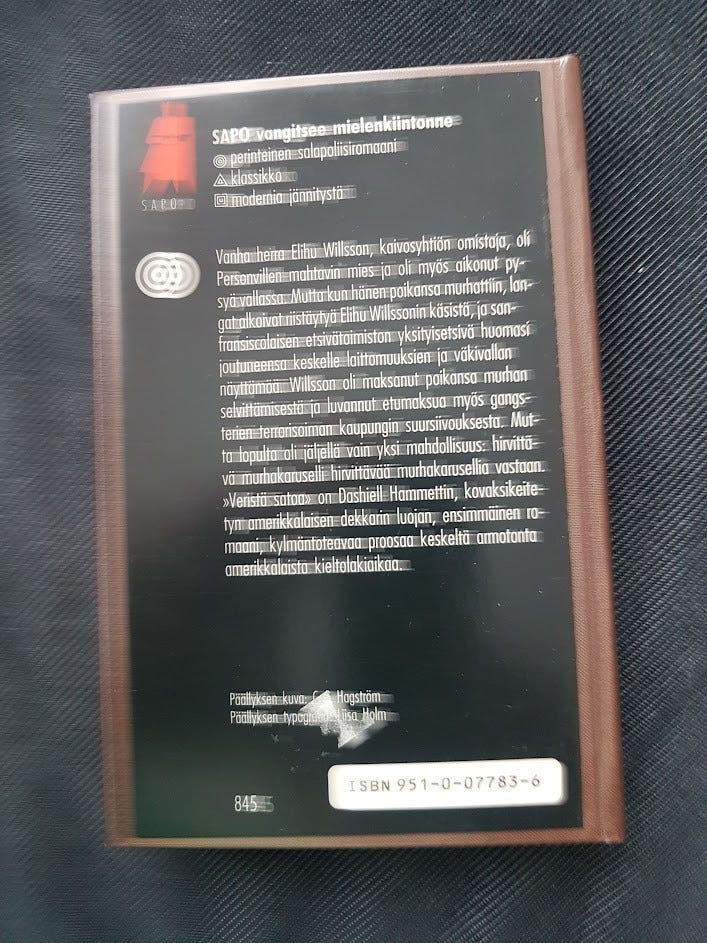 SAPO vangitsee mielenkiintonne
perinteinen salapoliisiromaani
klassikko
modernia jännitystä
SAPO
Vanha herra Elihu Willsson, kaivosyhtiön omistaja, oli
Personvillen mahtavin mies ja oli myös aikonut py-
syä vallassa. Mutta kun hänen poikansa murhattiin, lan-
gat alkoivat riistäytyä Elihu Willssonin käsistä, ja san-
fransiscolaisen etsivätoimiston yksityisetsivä huomasi
joutuneensa keskelle laittomuuksien ja väkivallan
näyttämöä. Willsson oli maksanut poikansa murhan
selvittämisestä ja luvannut etumaksua myös gangs-
terien terrorisoiman kaupungin suursiivouksesta. Mut-
ta lopulta oli jäljellä vain yksi mahdollisuus: hirvittä-
vä murhakaruselli hirvittävää murhakarusellia vastaan.
»Veristä satoa» on Dashiell Hammettin, kovaksikeite-
tyn amerikkalaisen dekkarin luojan, ensimmäinen ro-
maani, kylmäntoteavaa proosaa keskeltä armotonta
amerikkalaista kieltolakiaikaa.
Päällyksen kuva: Hagström
Päällyksen typografia: Liisa Holm
845
ISBN 951-0-07783-6